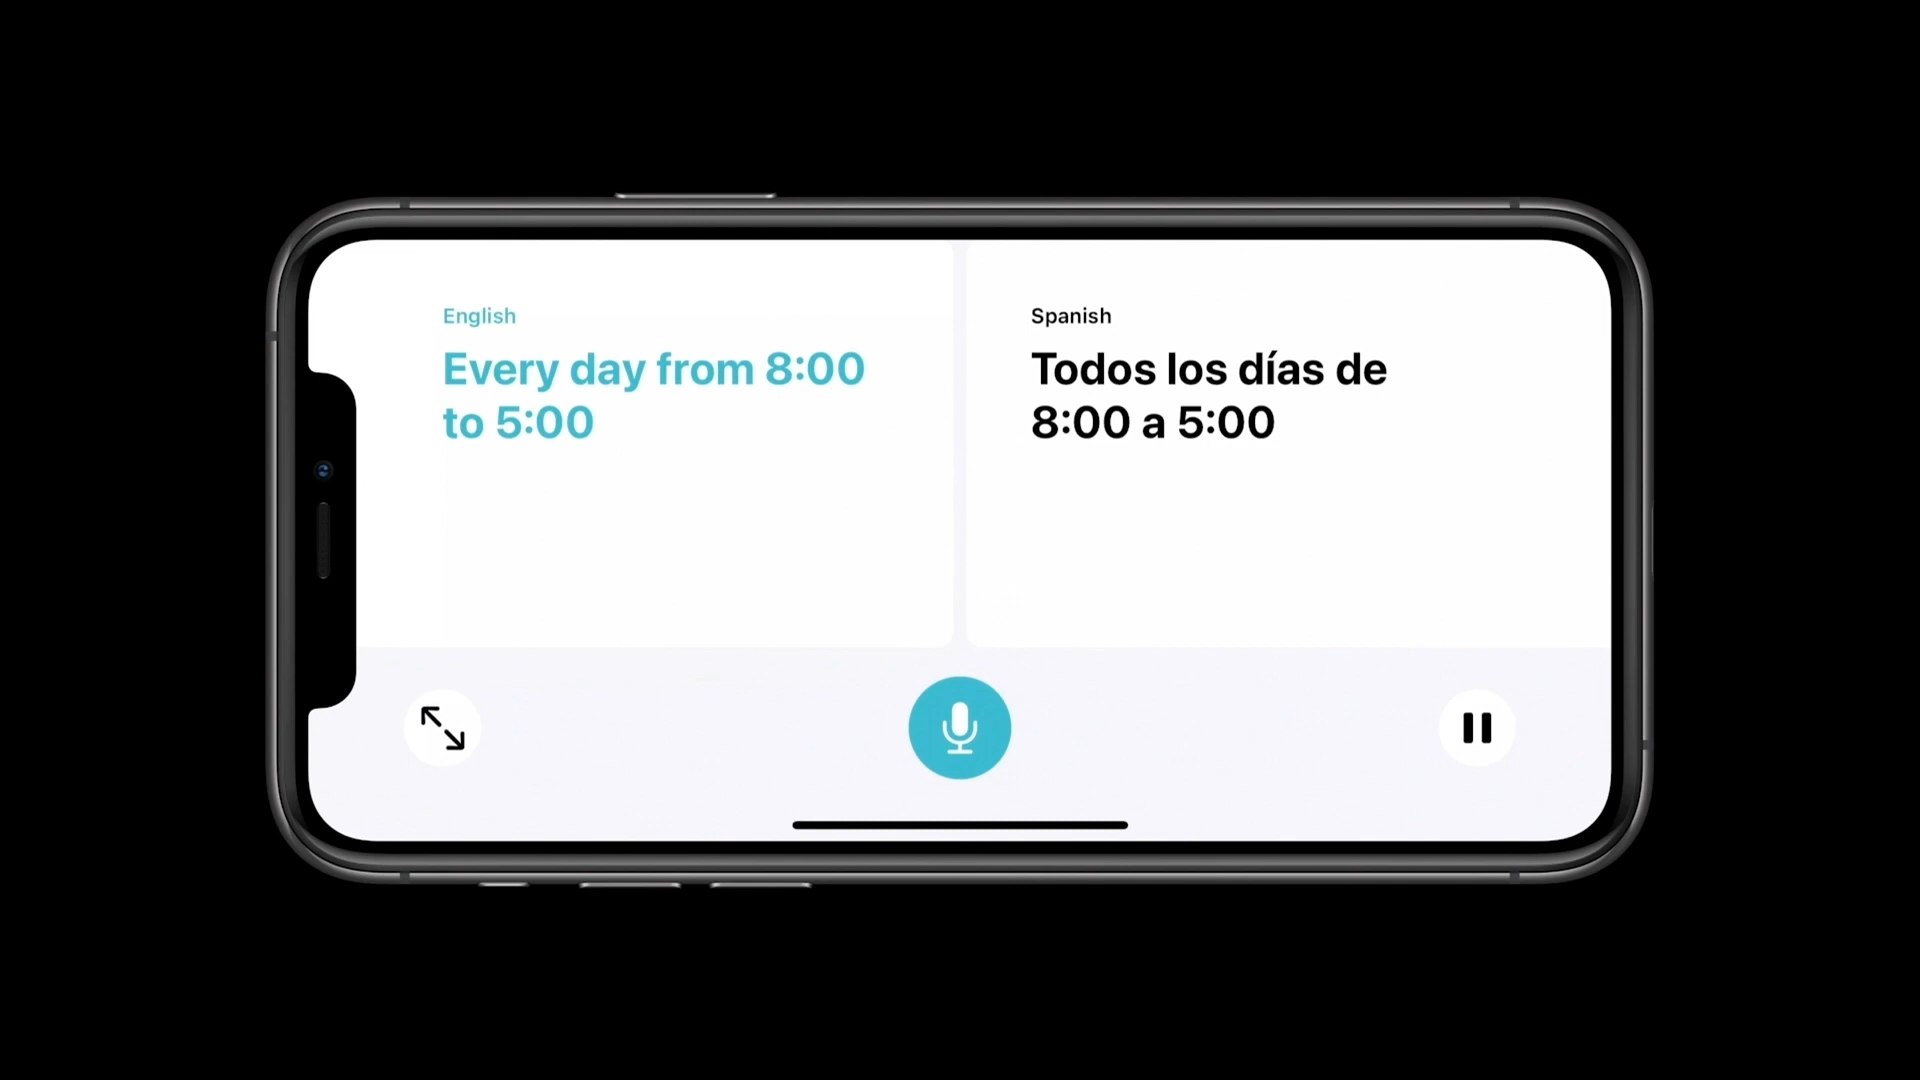 English
Every day from 8:00
to 5:00
Spanish
Todos los días de
8:00 a 5:00